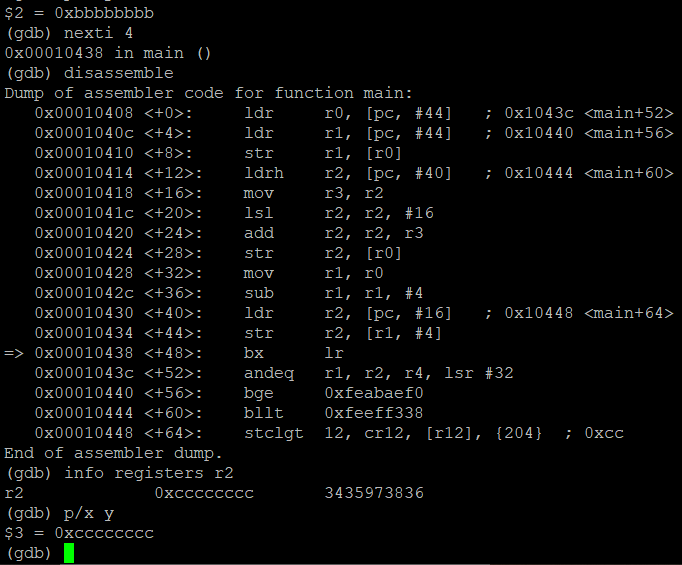 $2 = 0xbbbbbbbb
(gdb) nexti 4
0x00010438 in main ()
(gdb) disassemble
Dump of assembler code for function main:
   0x00010408 <+0>:     ldr     r0, [pc, #44]   ; 0x1043c <main+52>
   0x0001040c <+4>:     ldr     r1, [pc, #44]   ; 0x10440 <main+56>
   0x00010410 <+8>:     str     r1, [r0]
   0x00010414 <+12>:    ldrh    r2, [pc, #40]   ; 0x10444 <main+60>
   0x00010418 <+16>:    mov     r3, r2
   0x0001041c <+20>:    lsl     r2, r2, #16
   0x00010420 <+24>:    add     r2, r2, r3
   0x00010424 <+28>:    str     r2, [r0]
   0x00010428 <+32>:    mov     r1, r0
   0x0001042c <+36>:    sub     r1, r1, #4
   0x00010430 <+40>:    ldr     r2, [pc, #16]   ; 0x10448 <main+64>
   0x00010434 <+44>:    str     r2, [r1, #4]
=> 0x00010438 <+48>:    bx      lr
   0x0001043c <+52>:    andeq   r1, r2, r4, lsr #32
   0x00010440 <+56>:    bge     0xfeabaef0
   0x00010444 <+60>:    bllt    0xfeeff338
   0x00010448 <+64>:    stclgt  12, cr12, [r12], {204}  ; 0xcc
End of assembler dump.
(gdb) info registers r2
r2             0xcccccccc       3435973836
(gdb) p/x y
$3 = 0xcccccccc
(gdb)